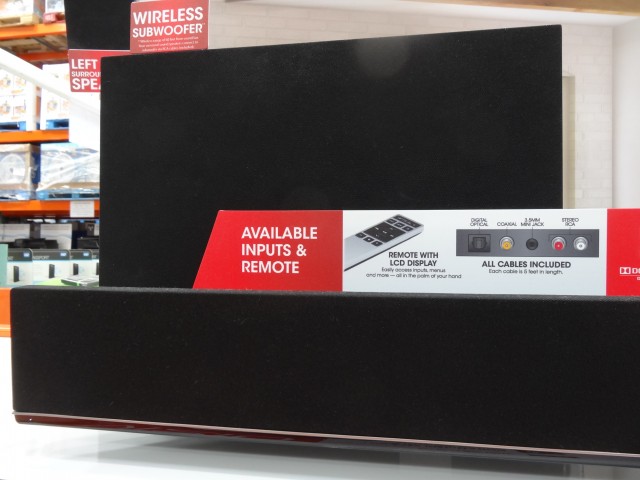 WIRELESS
SUBWOOFER
LEFT
SURROU
SPEA
AVAILABLE
INPUTS &
REMOTE
REMOTE WITH
LCD DISPLAY
Easily access inputs, menus
and more — all in the palm of your hand
DIGITAL
OPTICAL
COAXIAL
3.5MM
MINI JACK
STEREO
RCA
ALL CABLES INCLUDED
Each cable is 5 feet in length.